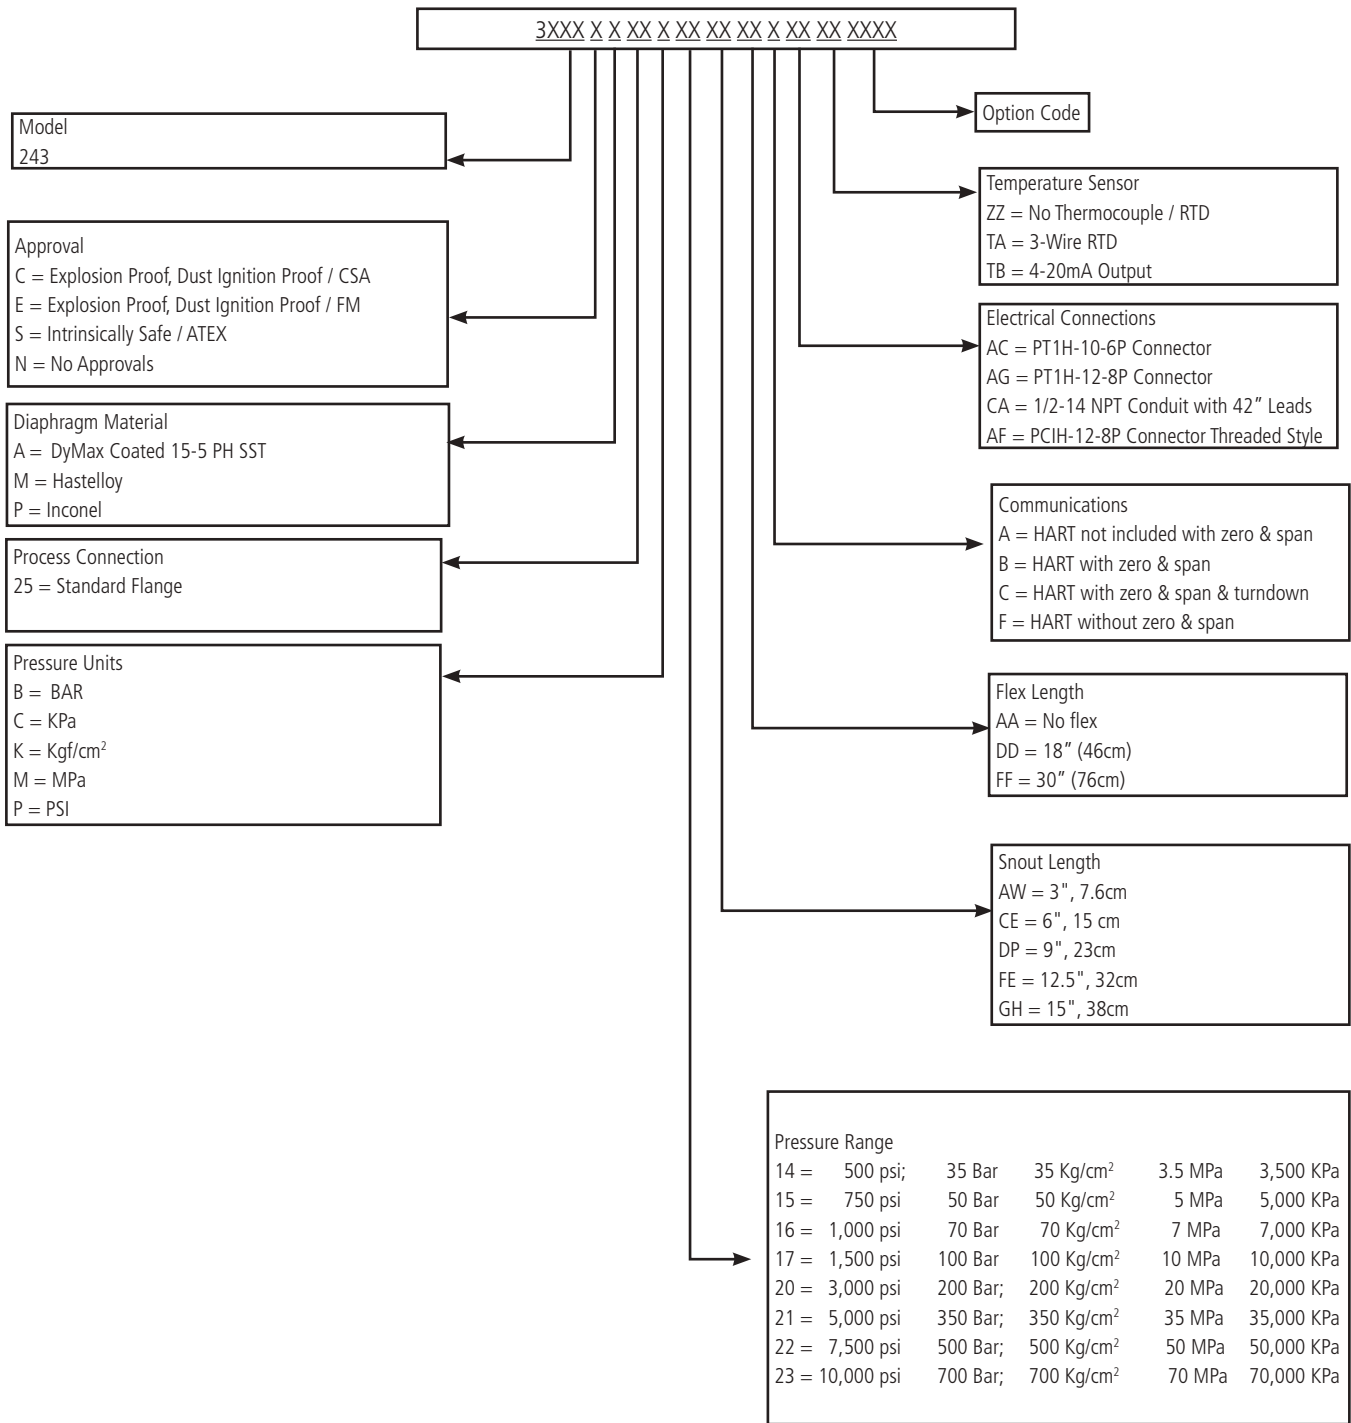 3XXX X X XX X XX XX XX X XX XX XXXX
Model
243
Approval
C = Explosion Proof, Dust Ignition Proof / CSA
E = Explosion Proof, Dust Ignition Proof / FM
S = Intrinsically Safe / ATEX
N = No Approvals
Diaphragm Material
A = DyMax Coated 15-5 PH SST
M = Hastelloy
P = Inconel
Process Connection
25 = Standard Flange
Pressure Units
B = BAR
C = KPa
K = Kgf/cm²
M = MPa
P = PSI
Option Code
Temperature Sensor
ZZ = No Thermocouple / RTD
TA = 3-Wire RTD
TB = 4-20mA Output
Electrical Connections
AC = PT1H-10-6P Connector
AG = PT1H-12-8P Connector
CA = 1/2-14 NPT Conduit with 42" Leads
AF = PCIH-12-8P Connector Threaded Style
Communications
A = HART not included with zero & span
B = HART with zero & span
C = HART with zero & span & turndown
F = HART without zero & span
Flex Length
AA = No flex
DD = 18" (46cm)
FF = 30" (76cm)
Snout Length
AW = 3", 7.6cm
CE = 6", 15 cm
DP = 9", 23cm
FE = 12.5", 32cm
GH = 15", 38cm
Pressure Range
14 = 500 psi; 35 Bar 35 Kg/cm² 3.5 MPa 3,500 KPa
15 = 750 psi 50 Bar 50 Kg/cm² 5 MPa 5,000 KPa
16 = 1,000 psi 70 Bar 70 Kg/cm² 7 MPa 7,000 KPa
17 = 1,500 psi 100 Bar 100 Kg/cm² 10 MPa 10,000 KPa
20 = 3,000 psi 200 Bar; 200 Kg/cm² 20 MPa 20,000 KPa
21 = 5,000 psi 350 Bar; 350 Kg/cm² 35 MPa 35,000 KPa
22 = 7,500 psi 500 Bar; 500 Kg/cm² 50 MPa 50,000 KPa
23 = 10,000 psi 700 Bar; 700 Kg/cm² 70 MPa 70,000 KPa